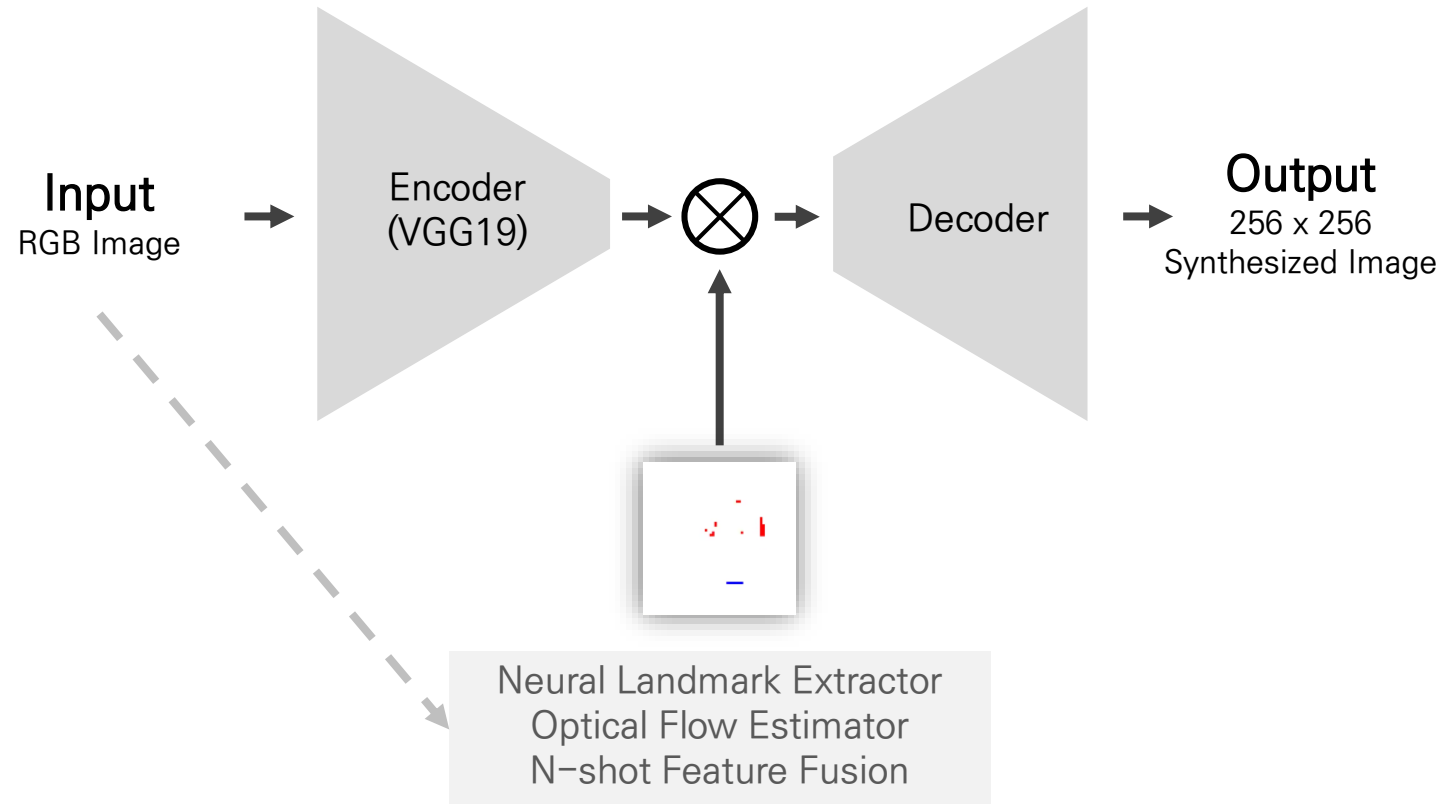 Input
RGB Image
Encoder
(VGG19)
Decoder
Output
256 x 256
Synthesized Image
Neural Landmark Extractor
Optical Flow Estimator
N-shot Feature Fusion